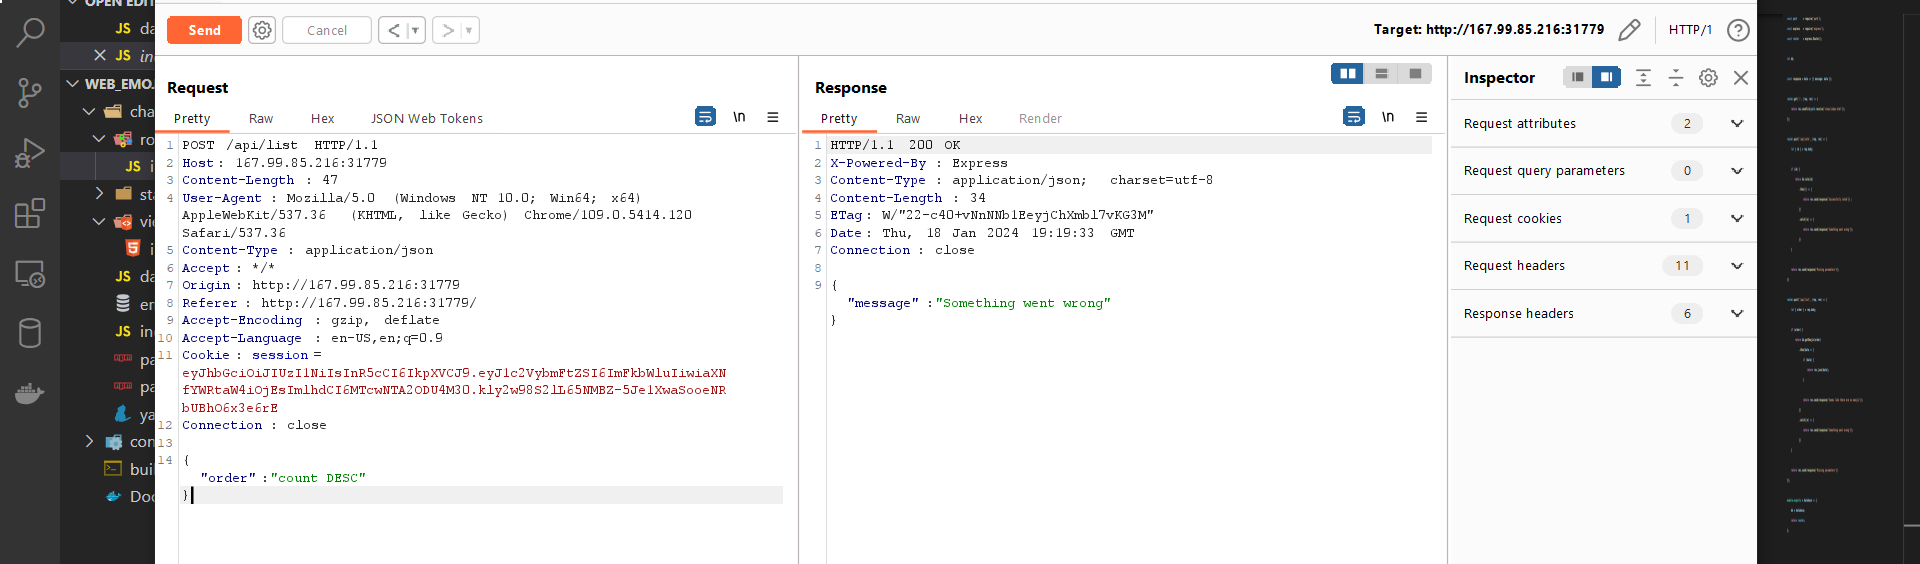 OPEN EDIT
JS da
JS in
WEB_EMO.
cha
ro
JS i
sta
vie
i
da
en
JS in
pa
pa
ya
con
buil
Doc
Send
Cancel
Target: http://167.99.85.216:31779
HTTP/1
Request
Pretty Raw Hex JSON Web Tokens
\n
1 POST /api/list HTTP/1.1
2 Host: 167.99.85.216:31779
3 Content-Length : 47
4 User-Agent : Mozilla/5.0 (Windows NT 10.0; Win64; x64)
AppleWebKit/537.36 (KHTML, like Gecko) Chrome/109.0.5414.120
Safari/537.36
5 Content-Type : application/json
6 Accept : */*
7 Origin : http://167.99.85.216:31779
8 Referer : http://167.99.85.216:31779/
9 Accept-Encoding : gzip, deflate
10 Accept-Language : en-US,en;q=0.9
11 Cookie : session =
eyJhbGciOiJIUzI1NiIsInR5cCI6IkpXVCJ9.eyJ1c2VybmFtZSI6ImFkbWluIiwiaXN
fYWRtaW4iOjEsImlhdCI6MTcwNTA2ODU4M30.kly2w98S2lL65NMBZ-5Je1XwaSooeNR
bUBhO6x3e6rE
12 Connection : close
13
14 {
"order" :"count DESC"
}
Response
Pretty Raw Hex Render
\n
1 HTTP/1.1 200 OK
2 X-Powered-By : Express
3 Content-Type : application/json; charset=utf-8
4 Content-Length : 34
5 ETag: W/"22-c4O+vNnNNb1EeyjChXmbl7vKG3M"
6 Date: Thu, 18 Jan 2024 19:19:33 GMT
7 Connection : close
8
9 {
"message" :"Something went wrong"
}
Inspector
Request attributes 2
Request query parameters 0
Request cookies 1
Request headers 11
Response headers 6